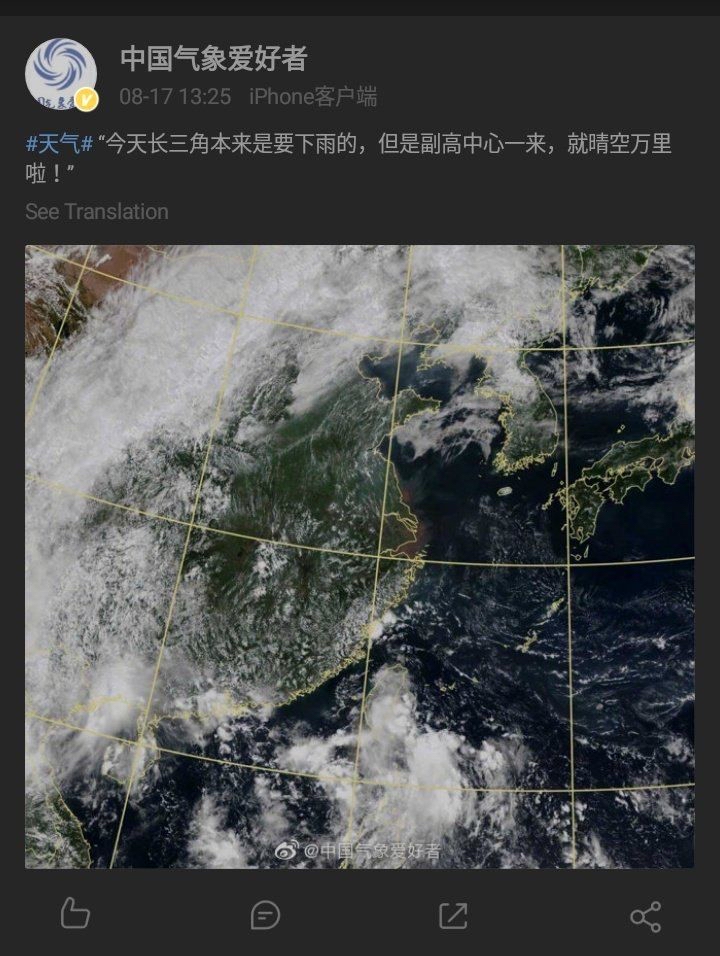 中国气象爱好者
08-17 13:25 iPhone客户端
#天气# “今天长三角本来是要下雨的，但是副高中心一来，就晴空万里
啦！”
See Translation
@中国气象爱好者